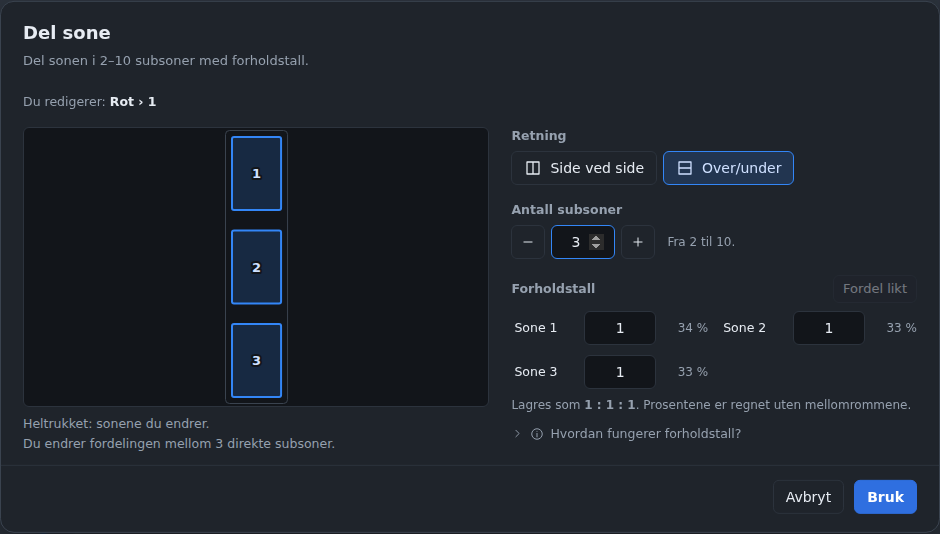 Del sone
Del sonen i 2–10 subsoner med forholdstall.
Du redigerer: Rot › 1
1
2
3
Heltrukket: sonene du endrer.
Du endrer fordelingen mellom 3 direkte subsoner.
Retning
Side ved side
Over/under
Antall subsoner
− 3 + Fra 2 til 10.
Forholdstall Fordel likt
Sone 1 1 34 % Sone 2 1 33 %
Sone 3 1 33 %
Lagres som 1 : 1 : 1. Prosentene er regnet uten mellomrommene.
Hvordan fungerer forholdstall?
Avbryt Bruk